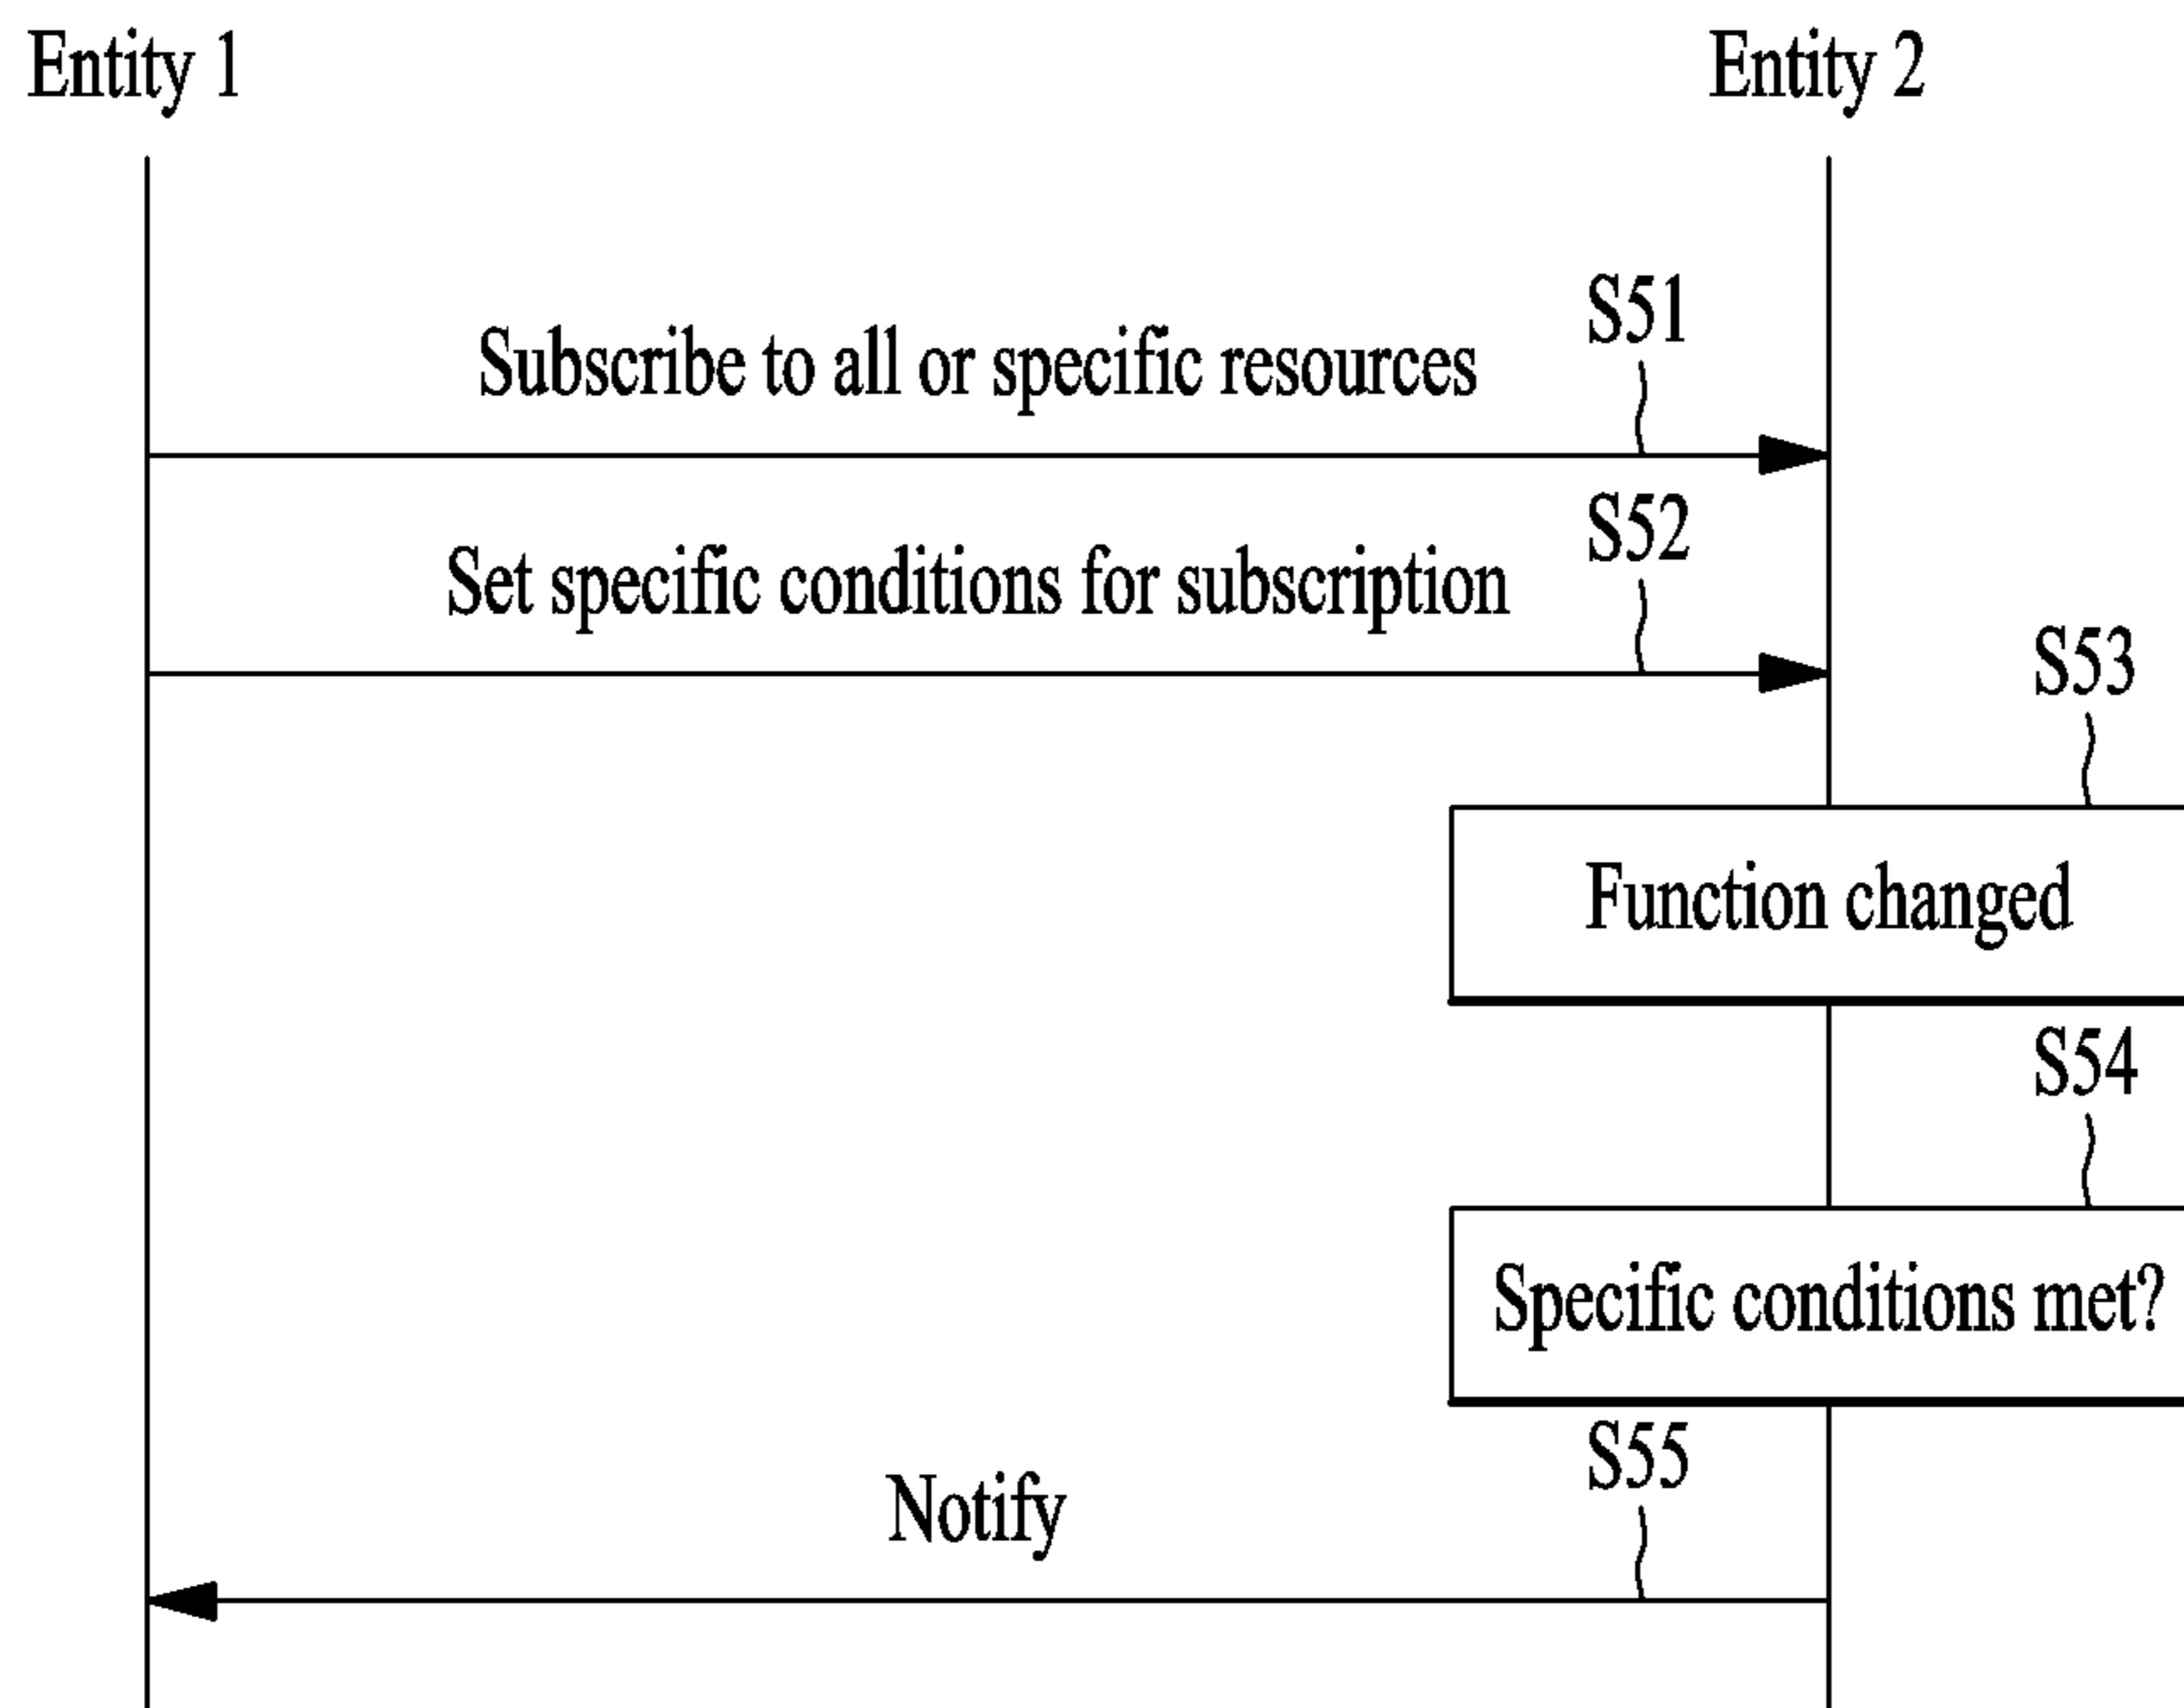 Entity 1
Entity 2
S51
Subscribe to all or specific resources
S52
Set specific conditions for subscription
S53
Function changed
S54
Specific conditions met?
S55
Notify